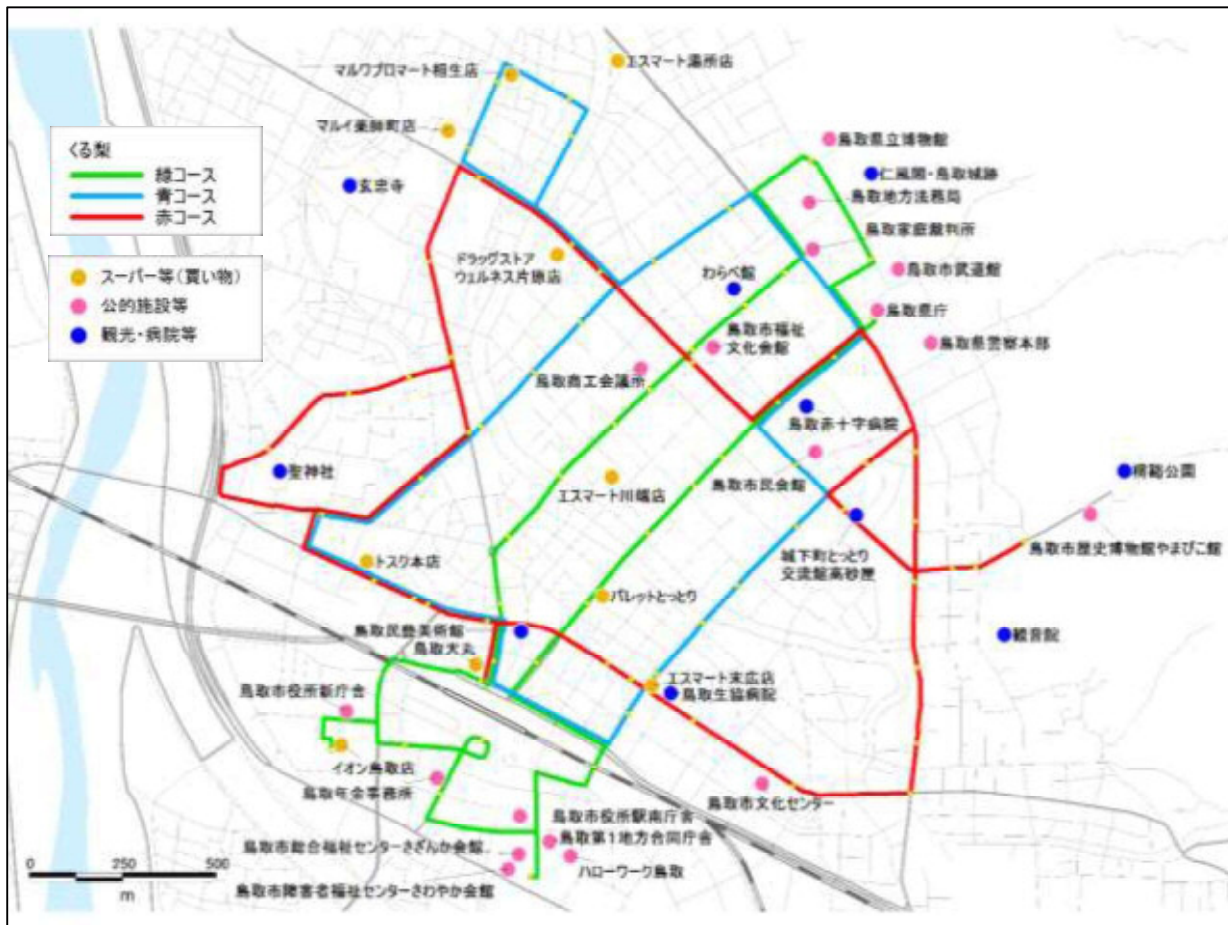 マルワプロマート相生店
エスマート湯所店
マルイ薬師町店
くる梨
緑コース
青コース
赤コース
スーパー等(買い物)
公的施設等
観光・病院等
玄忠寺
鳥取県立博物館
仁風閣・鳥取城跡
鳥取地方法務局
鳥取家庭裁判所
鳥取市武道館
鳥取県庁
鳥取県警察本部
ドラッグストア
ウェルネス片原店
わらべ館
鳥取市福祉
文化会館
鳥取商工会議所
鳥取赤十字病院
聖神社
エスマート川端店
鳥取市民会館
樗谿公園
鳥取市歴史博物館やまびこ館
城下町とっとり
交流館高砂屋
トスク本店
パレットとっとり
鳥取民藝美術館
鳥取大丸
観音院
エスマート末広店
鳥取生協病院
鳥取市役所新庁舎
イオン鳥取店
鳥取年金事務所
鳥取市文化センター
鳥取市役所駅南庁舎
鳥取第1地方合同庁舎
鳥取市総合福祉センターさざんか会館
ハローワーク鳥取
鳥取市障害者福祉センターさわやか会館
0 250 500
m